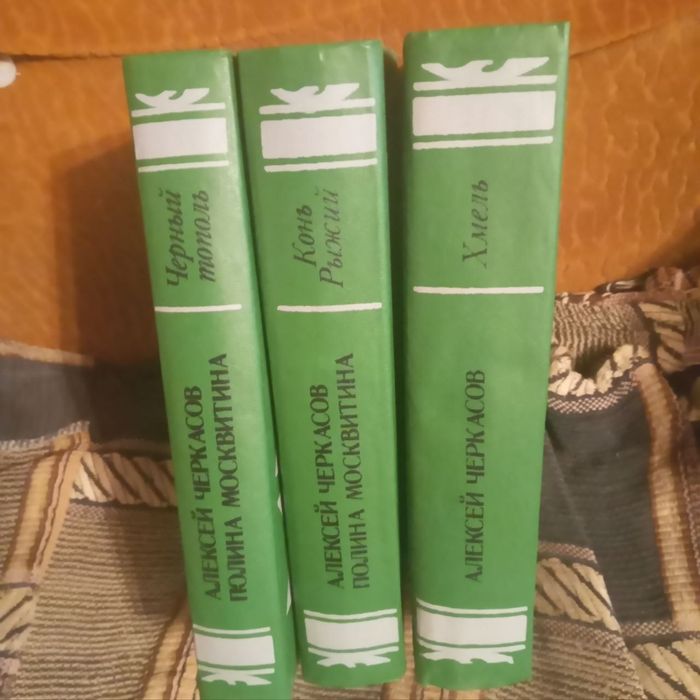 Черный
тополь
АЛЕКСЕЙ ЧЕРКАСОВ
ПОЛИНА МОСКВИТИНА
Конь
Рыжий
АЛЕКСЕЙ ЧЕРКАСОВ
ПОЛИНА МОСКВИТИНА
Хмель
АЛЕКСЕЙ ЧЕРКАСОВ